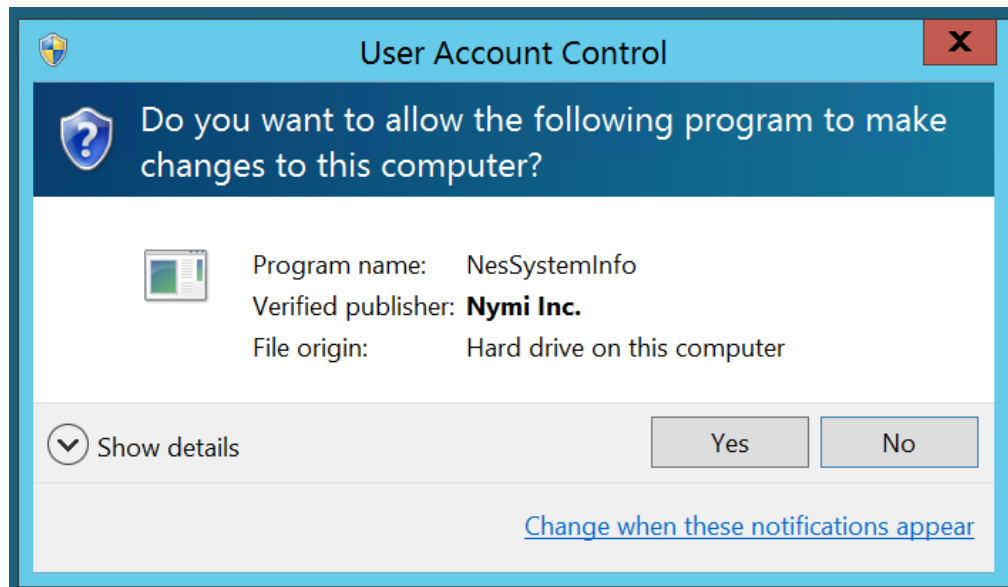 User Account Control
X
Do you want to allow the following program to make
changes to this computer?
Program name: NesSystemInfo
Verified publisher: Nymi Inc.
File origin: Hard drive on this computer
Show details
Yes
No
Change when these notifications appear